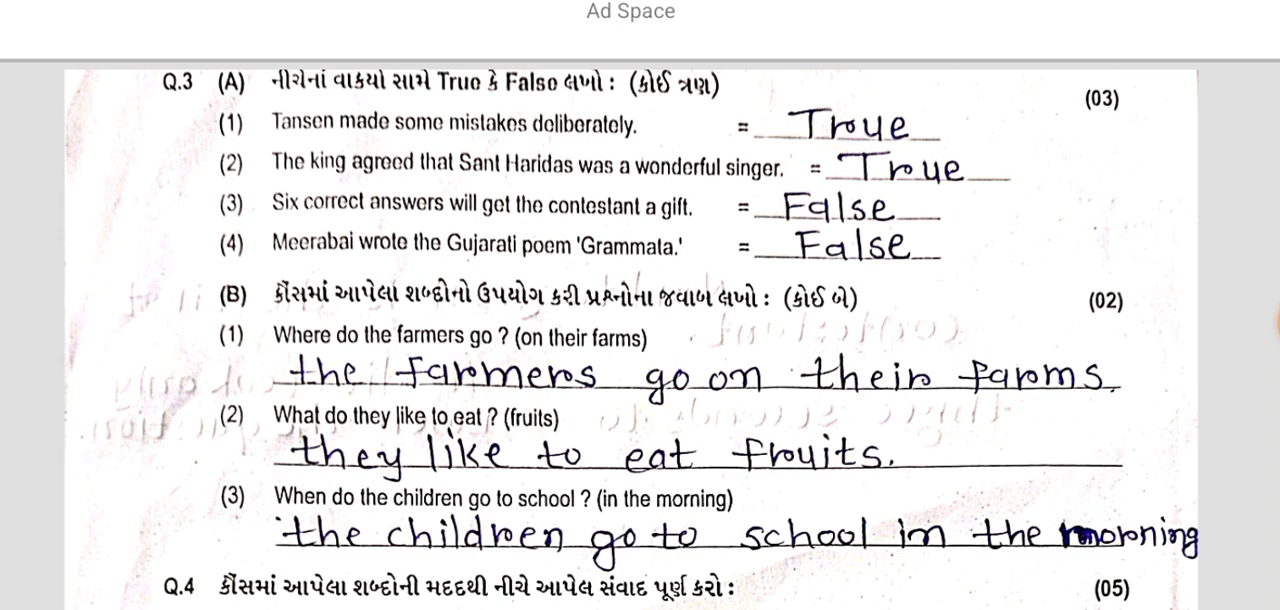 Ad Space
Q.3 (A) નીચેનાં વાક્યો સામે True કે False લખો : (કોઈ ત્રણ) (03)
(1) Tansen made some mistakes deliberately. = True
(2) The king agreed that Sant Haridas was a wonderful singer. = True
(3) Six correct answers will get the contestant a gift. = False
(4) Meerabai wrote the Gujarati poem 'Grammata.' = False
(B) કૌંસમાં આપેલા શબ્દોનો ઉપયોગ કરી પ્રશ્નોના જવાબ લખો : (કોઈ બે) (02)
(1) Where do the farmers go ? (on their farms)
the farmers go on their farms.
(2) What do they like to eat ? (fruits)
they like to eat fruits.
(3) When do the children go to school ? (in the morning)
the children go to school in the morning
Q.4 કૌંસમાં આપેલા શબ્દોની મદદથી નીચે આપેલ સંવાદ પૂર્ણ કરો : (05)